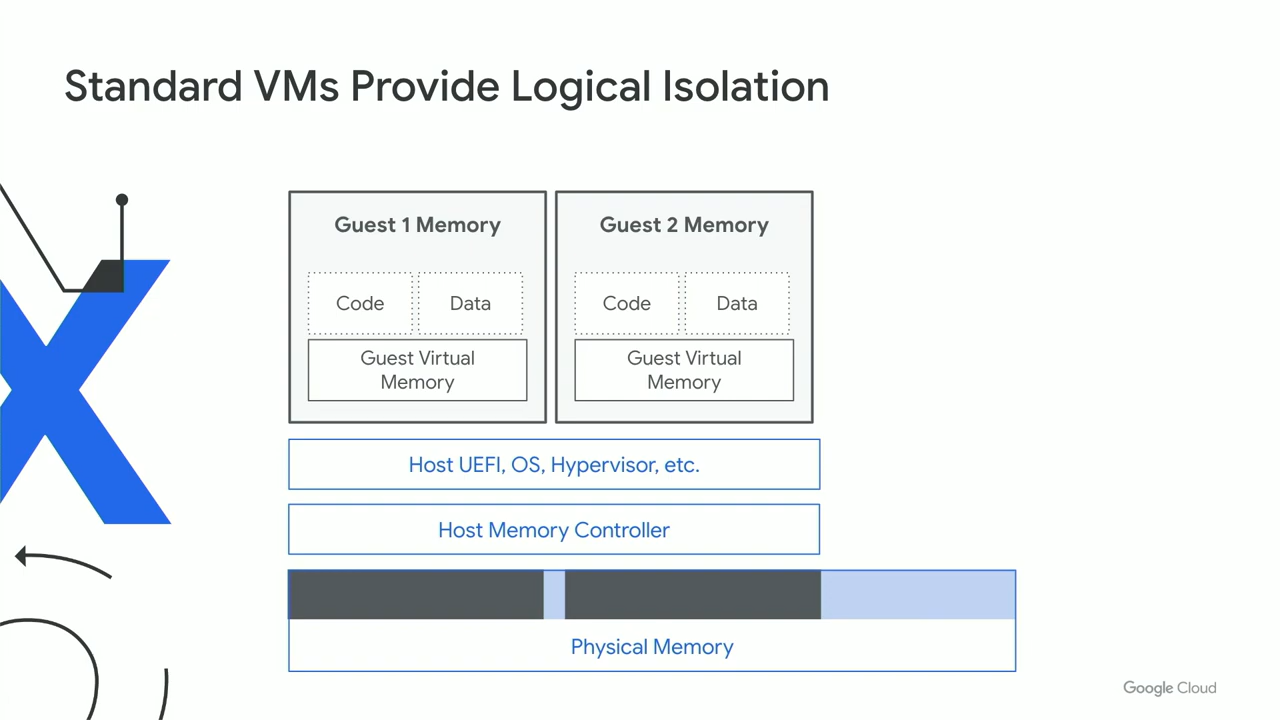 Standard VMs Provide Logical Isolation
Guest 1 Memory
Code
Data
Guest Virtual
Memory
Guest 2 Memory
Code
Data
Guest Virtual
Memory
Host UEFI, OS, Hypervisor, etc.
Host Memory Controller
Physical Memory
Google Cloud